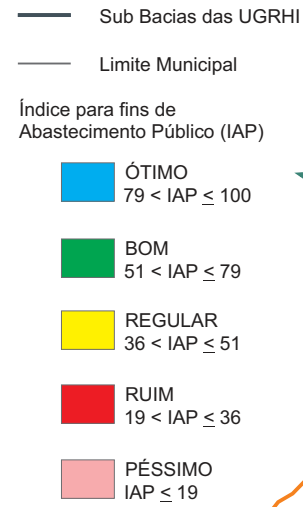 Sub Bacias das UGRHI
Limite Municipal
Índice para fins de
Abastecimento Público (IAP)
ÓTIMO
79 < IAP ≤ 100
BOM
51 < IAP ≤ 79
REGULAR
36 < IAP ≤ 51
RUIM
19 < IAP ≤ 36
PÉSSIMO
IAP ≤ 19